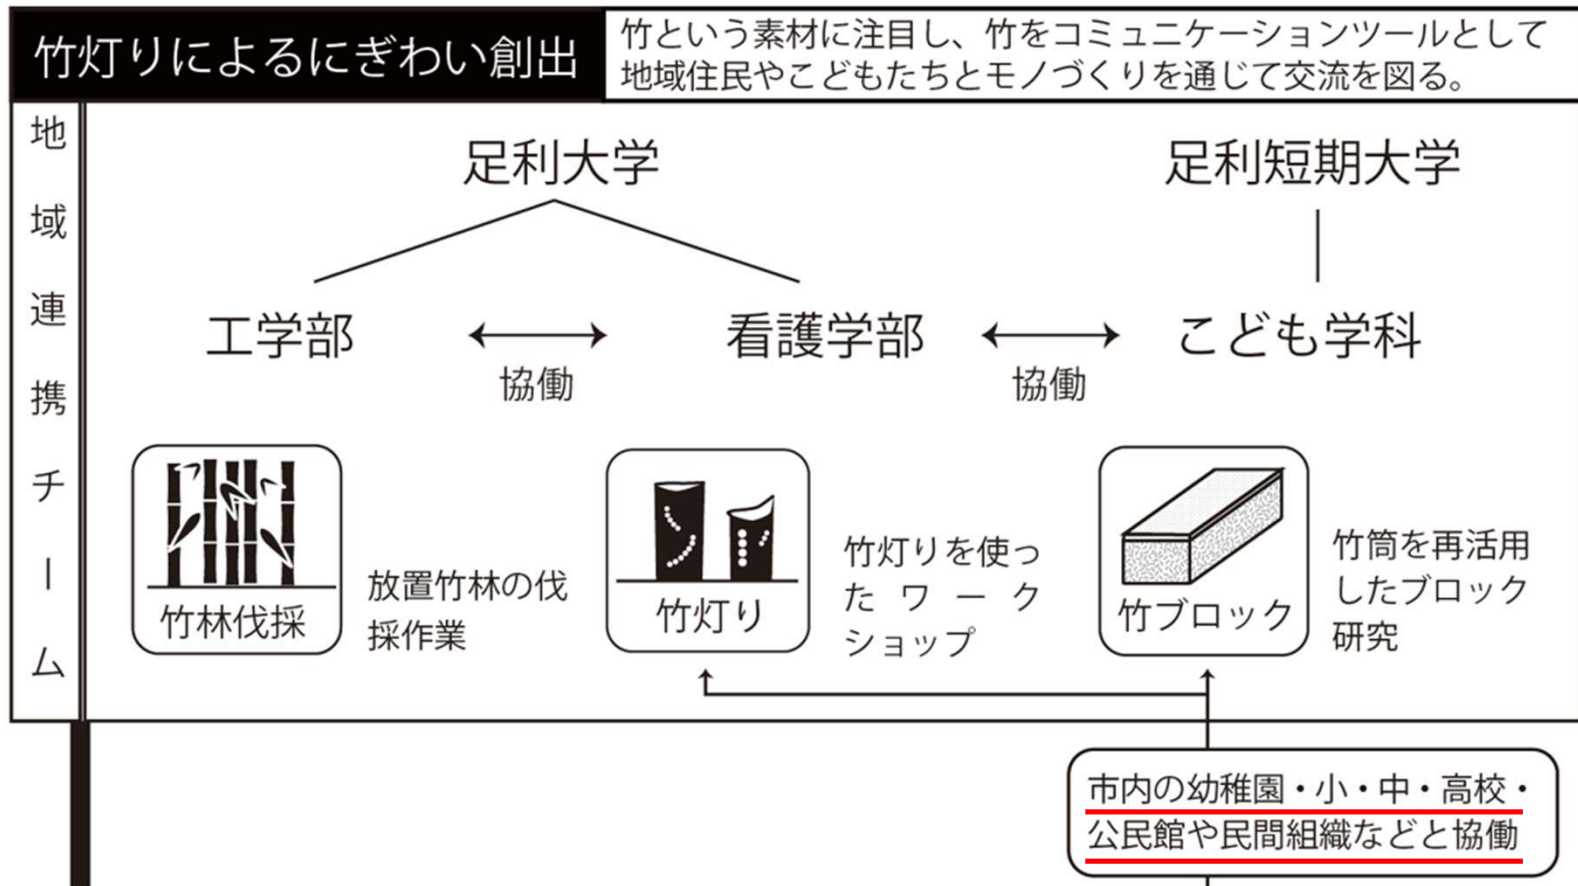 竹灯りによるにぎわい創出
竹という素材に注目し、竹をコミュニケーションツールとして
地域住民やこどもたちとモノづくりを通じて交流を図る。
地域連携チーム
足利大学
足利短期大学
工学部
協働
看護学部
協働
こども学科
竹林伐採
放置竹林の伐
採作業
竹灯り
竹灯りを使っ
たワーク
ショップ
竹ブロック
竹筒を再活用
したブロック
研究
市内の幼稚園・小・中・高校・
公民館や民間組織などと協働